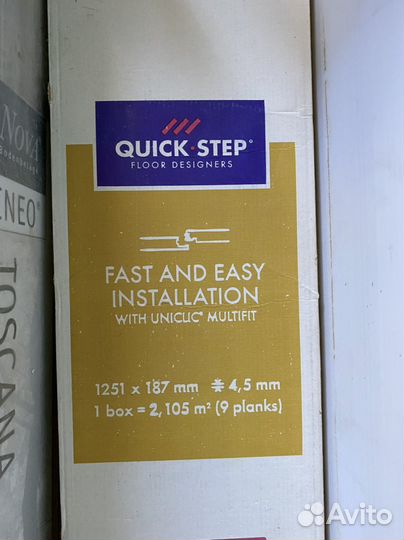 QUICK·STEP®
FLOOR DESIGNERS
FAST AND EASY
INSTALLATION
WITH UNICLIC® MULTIFIT
1251 x 187 mm ⁜ 4,5 mm
1 box = 2,105 m² (9 planks)
NOVA
ENEO®
TOSCANA
Avito